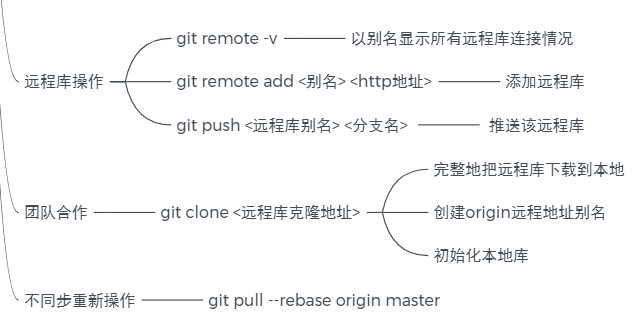 git remote -v
以别名显示所有远程库连接情况
远程库操作
git remote add <别名> <http地址>
添加远程库
git push <远程库别名> <分支名>
推送该远程库
完整地把远程库下载到本地
团队合作
git clone <远程库克隆地址>
创建origin远程地址别名
初始化本地库
不同步重新操作
git pull --rebase origin master